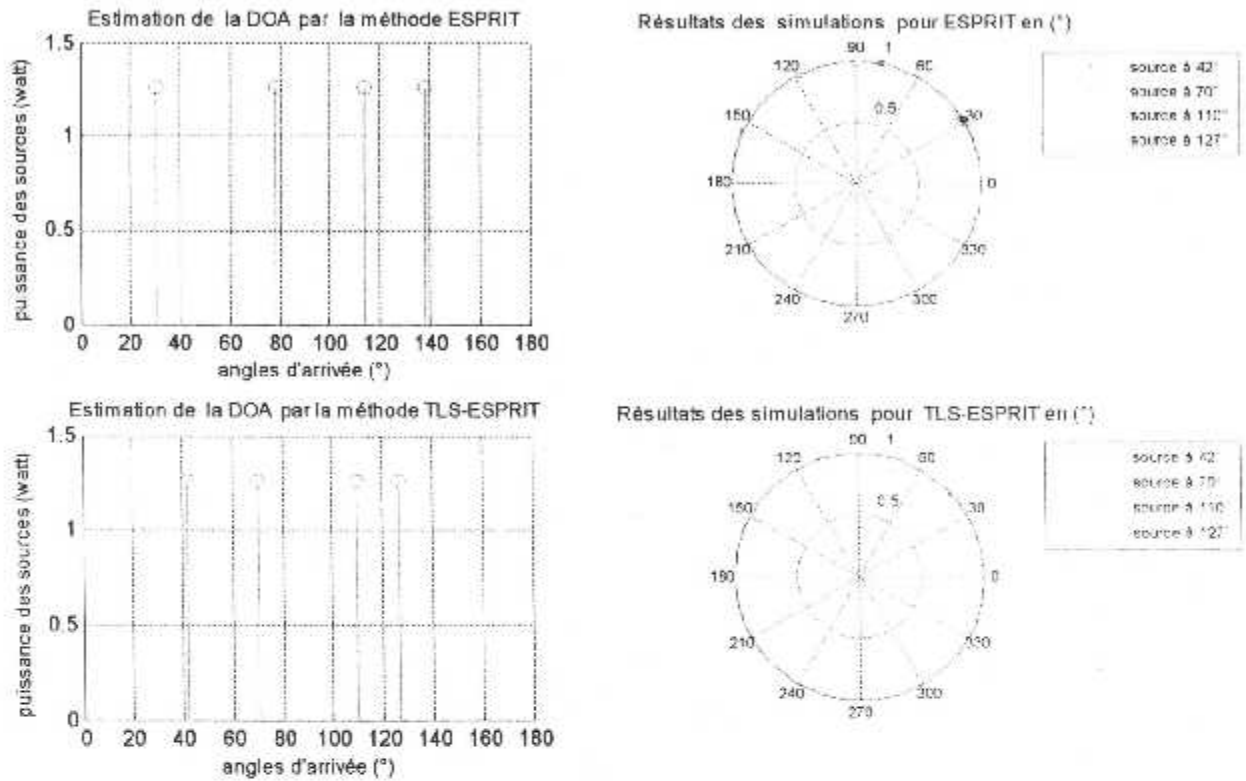 Estimation de la DOA par la méthode ESPRIT
puissance des sources (watt)
1.5
1
0.5
0
0 20 40 60 80 100 120 140 160 180
angles d'arrivée (°)
Résultats des simulations pour ESPRIT en (°)
90 1
120 60
0.5
150 30
180 0
210 330
240 300
270
source à 42°
source à 70°
source à 110°
source à 127°
Estimation de la DOA par la méthode TLS-ESPRIT
puissance des sources (watt)
1.5
1
0.5
0
0 20 40 60 80 100 120 140 160 180
angles d'arrivée (°)
Résultats des simulations pour TLS-ESPRIT en (°)
90 1
120 60
0.5
150 30
180 0
210 330
240 300
270
source à 42°
source à 70°
source à 110°
source à 127°